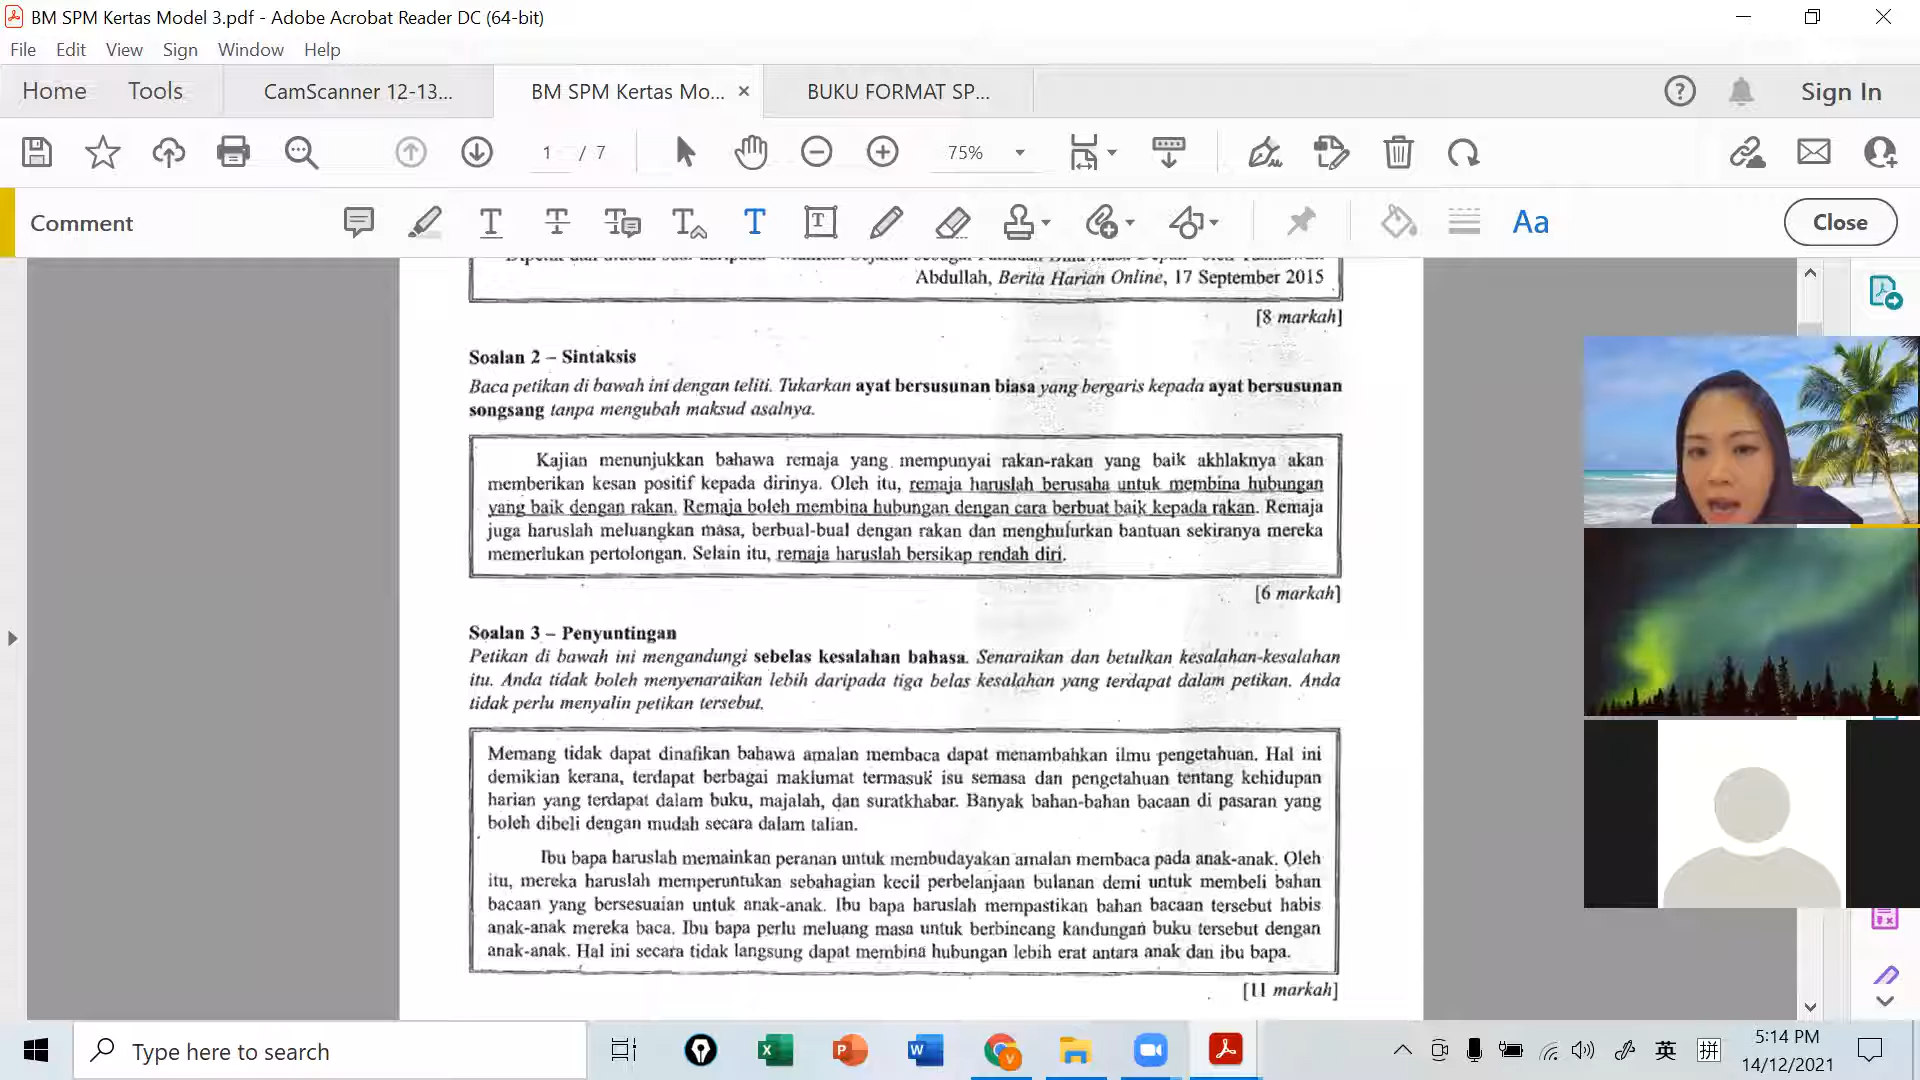 BM SPM Kertas Model 3.pdf - Adobe Acrobat Reader DC (64-bit)
File Edit View Sign Window Help
Home Tools CamScanner 12-13... BM SPM Kertas Mo... BUKU FORMAT SP... Sign In
1 / 7 75%
Comment Aa Close
Abdullah, Berita Harian Online, 17 September 2015
[8 markah]
Soalan 2 – Sintaksis
Baca petikan di bawah ini dengan teliti. Tukarkan ayat bersusunan biasa yang bergaris kepada ayat bersusunan
songsang tanpa mengubah maksud asalnya.
Kajian menunjukkan bahawa remaja yang mempunyai rakan-rakan yang baik akhlaknya akan
memberikan kesan positif kepada dirinya. Oleh itu, remaja haruslah berusaha untuk membina hubungan
yang baik dengan rakan. Remaja boleh membina hubungan dengan cara berbuat baik kepada rakan. Remaja
juga haruslah meluangkan masa, berbual-bual dengan rakan dan menghulurkan bantuan sekiranya mereka
memerlukan pertolongan. Selain itu, remaja haruslah bersikap rendah diri.
[6 markah]
Soalan 3 – Penyuntingan
Petikan di bawah ini mengandungi sebelas kesalahan bahasa. Senaraikan dan betulkan kesalahan-kesalahan
itu. Anda tidak boleh menyenaraikan lebih daripada tiga belas kesalahan yang terdapat dalam petikan. Anda
tidak perlu menyalin petikan tersebut.
Memang tidak dapat dinafikan bahawa amalan membaca dapat menambahkan ilmu pengetahuan. Hal ini
demikian kerana, terdapat berbagai maklumat termasuk isu semasa dan pengetahuan tentang kehidupan
harian yang terdapat dalam buku, majalah, dan suratkhabar. Banyak bahan-bahan bacaan di pasaran yang
boleh dibeli dengan mudah secara dalam talian.
Ibu bapa haruslah memainkan peranan untuk membudayakan amalan membaca pada anak-anak. Oleh
itu, mereka haruslah memperuntukan sebahagian kecil perbelanjaan bulanan demi untuk membeli bahan
bacaan yang bersesuaian untuk anak-anak. Ibu bapa haruslah mempastikan bahan bacaan tersebut habis
anak-anak mereka baca. Ibu bapa perlu meluang masa untuk berbincang kandungan buku tersebut dengan
anak-anak. Hal ini secara tidak langsung dapat membina hubungan lebih erat antara anak dan ibu bapa.
[11 markah]
Type here to search
英 拼
5:14 PM
14/12/2021